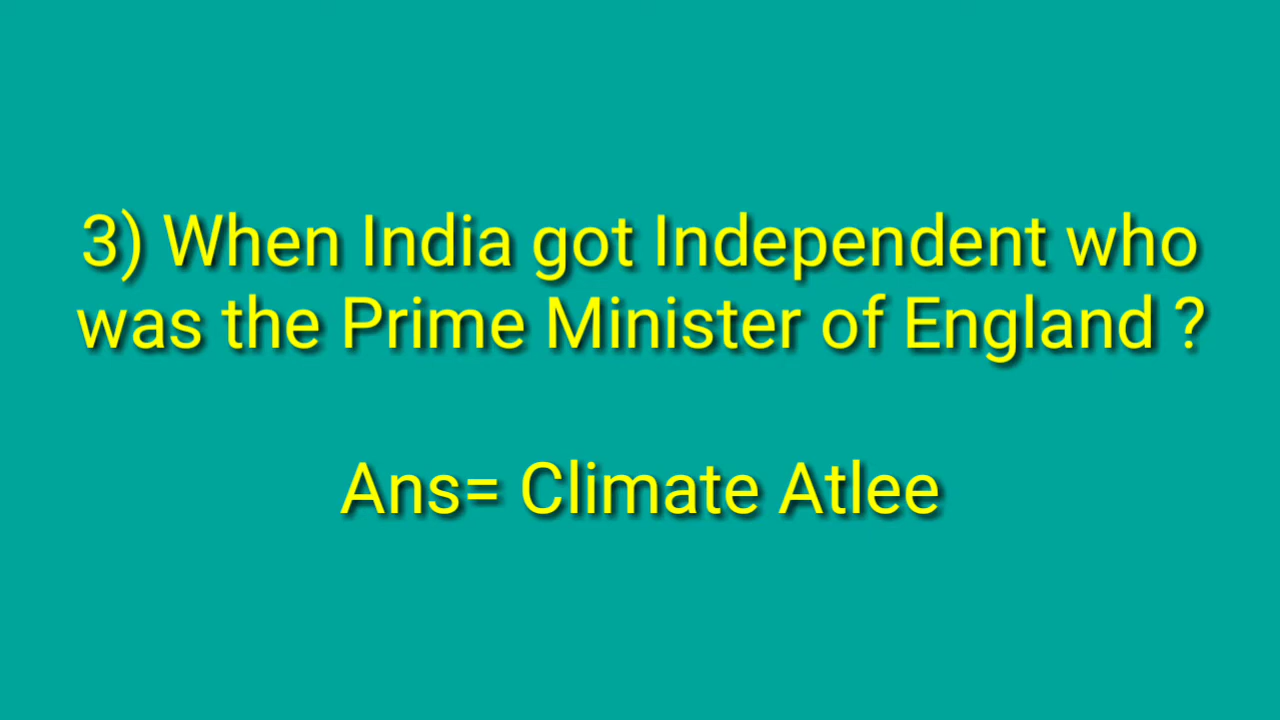 3) When India got Independent who
was the Prime Minister of England ?
Ans= Climate Atlee